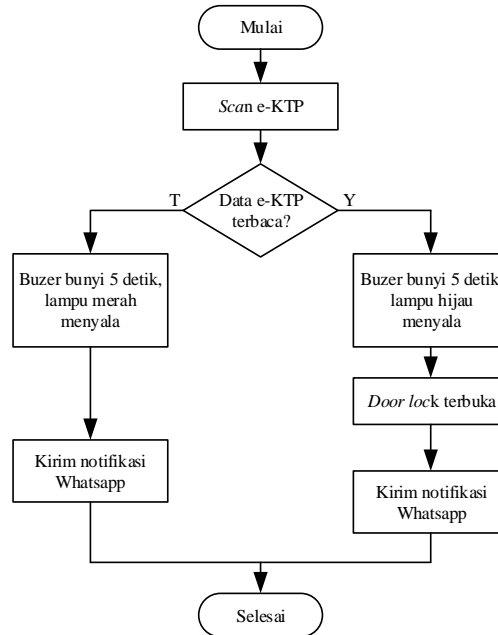 Mulai
Scan e-KTP
Data e-KTP
terbaca?
T
Y
Buzer bunyi 5 detik,
lampu merah
menyala
Buzer bunyi 5 detik,
lampu hijau
menyala
Door lock terbuka
Kirim notifikasi
Whatsapp
Kirim notifikasi
Whatsapp
Selesai